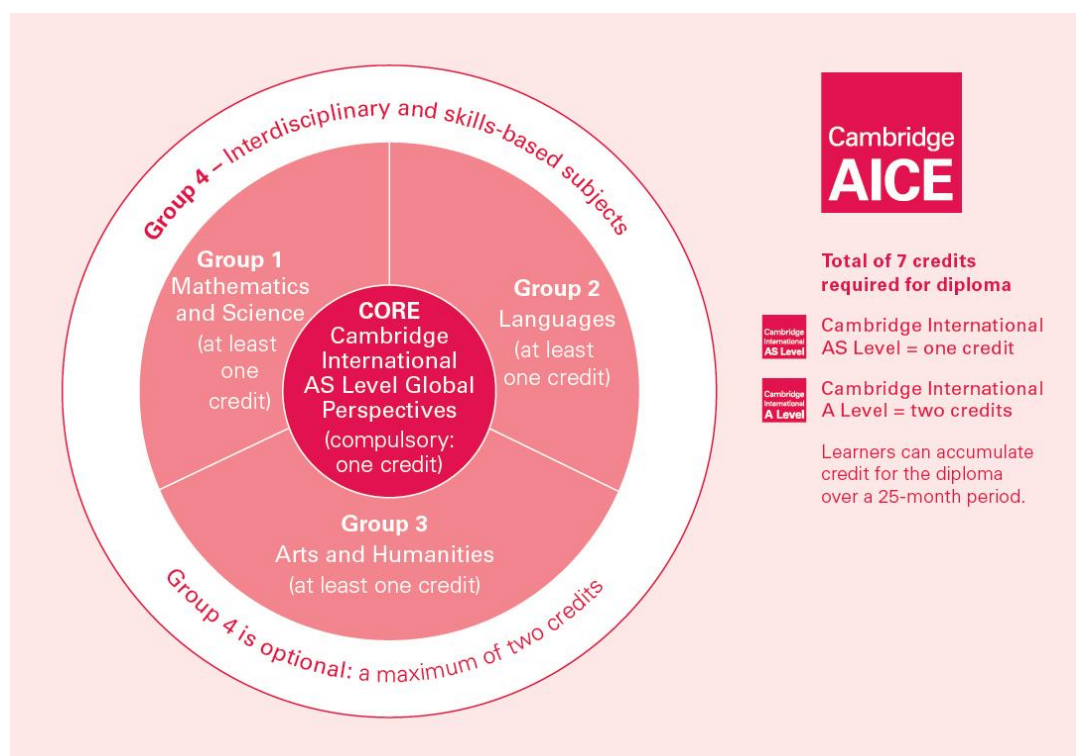 Group 4 – Interdisciplinary and skills-based subjects
Group 1
Mathematics
and Science
(at least
one
credit)
Group 2
Languages
(at least
one credit)
CORE
Cambridge
International
AS Level Global
Perspectives
(compulsory:
one credit)
Group 3
Arts and Humanities
(at least one credit)
Group 4 is optional: a maximum of two credits
Cambridge
AICE
Total of 7 credits
required for diploma
Cambridge
International
AS Level
Cambridge International
AS Level = one credit
Cambridge
International
A Level
Cambridge International
A Level = two credits
Learners can accumulate
credit for the diploma
over a 25-month period.